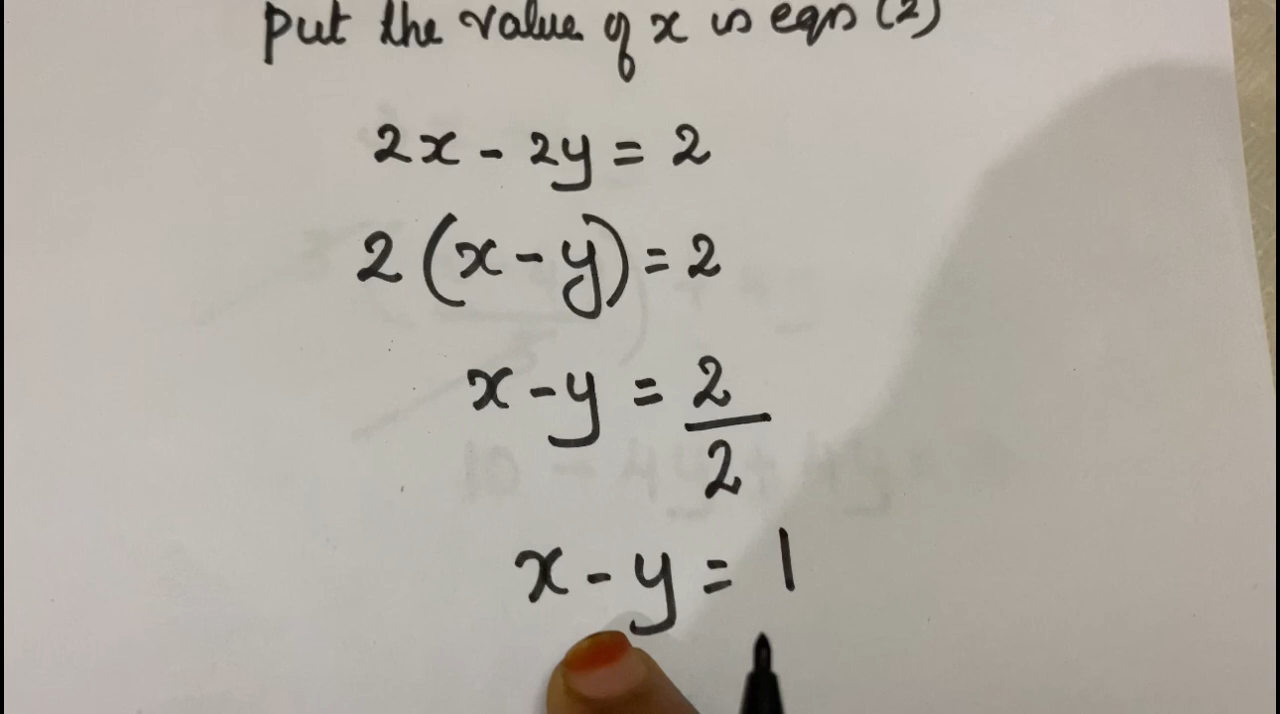 put the value of x in eqn (2)
2x - 2y = 2
2 (x - y) = 2
x - y = 2/2
x - y = 1